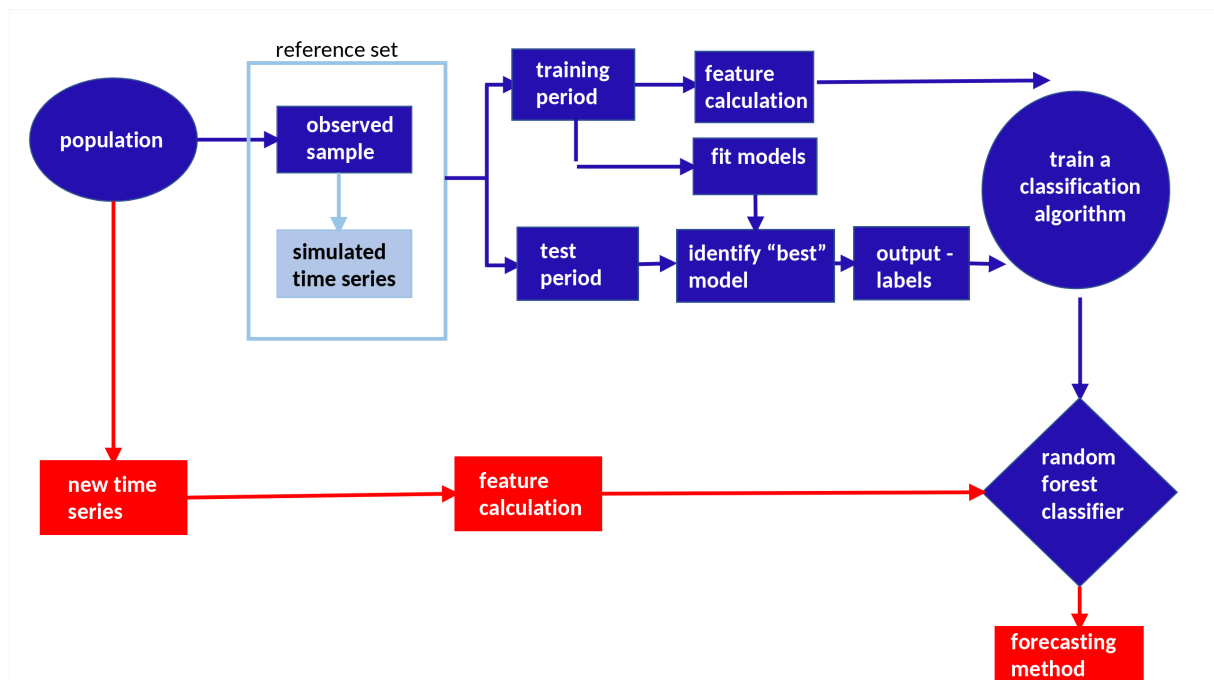 reference set
population
observed
sample
simulated
time series
training
period
feature
calculation
fit models
test
period
identify “best”
model
output -
labels
train a
classification
algorithm
random
forest
classifier
new time
series
feature
calculation
forecasting
method